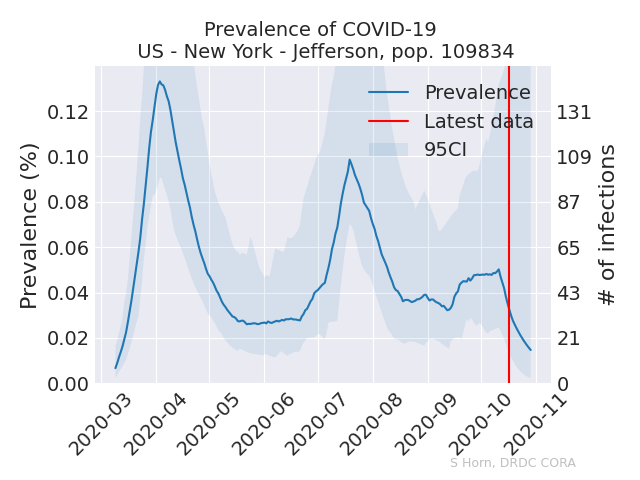 Prevalence of COVID-19
US - New York - Jefferson, pop. 109834
Prevalence
Latest data
95CI
Prevalence (%)
0.12
0.10
0.08
0.06
0.04
0.02
0.00
131
109
87
65
43
21
0
# of infections
2020-03
2020-04
2020-05
2020-06
2020-07
2020-08
2020-09
2020-10
2020-11
S Horn, DRDC CORA